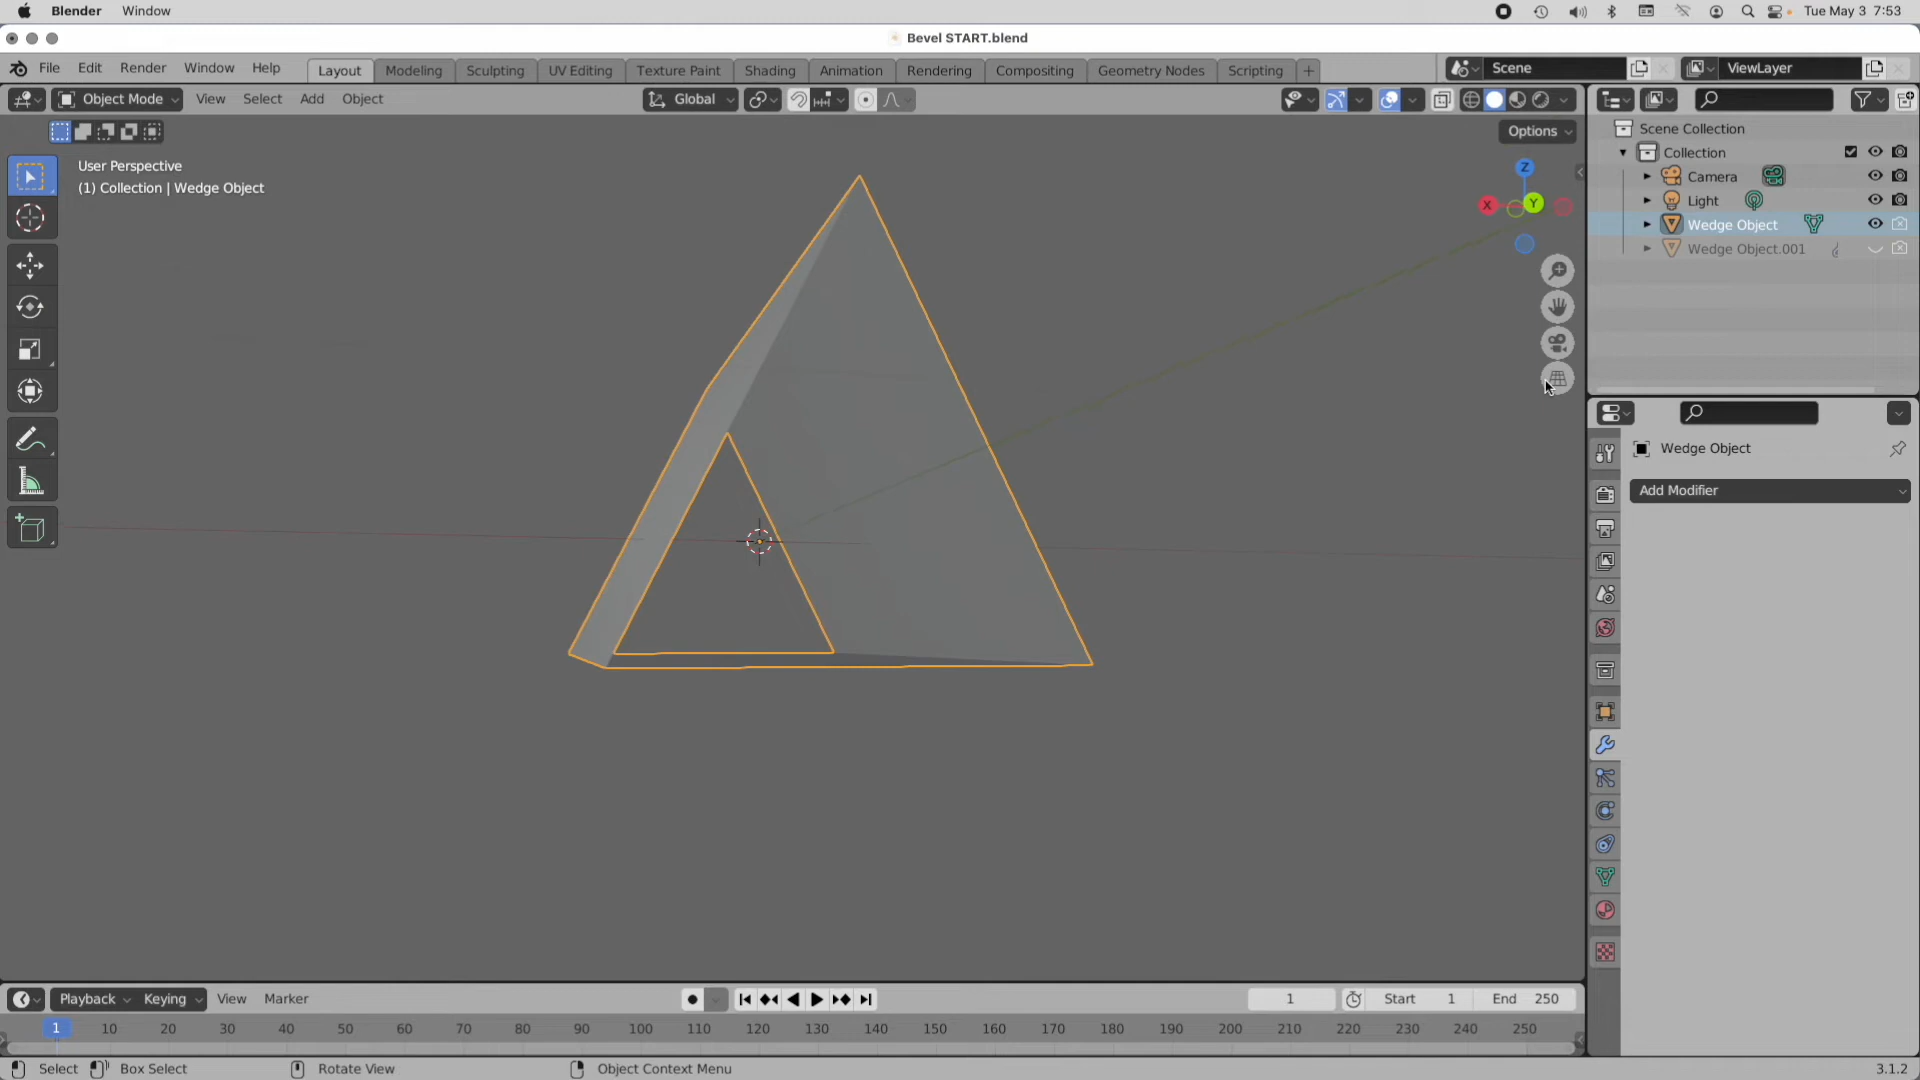 Blender Window
Tue May 3 7:53
Bevel START.blend
File Edit Render Window Help
Layout Modeling Sculpting UV Editing Texture Paint Shading Animation Rendering Compositing Geometry Nodes Scripting +
Scene
ViewLayer
Object Mode View Select Add Object
Global
Options
User Perspective
(1) Collection | Wedge Object
Z
X
Y
Scene Collection
Collection
Camera
Light
Wedge Object
Wedge Object.001
Wedge Object
Add Modifier
Playback Keying View Marker
1
Start 1
End 250
1 10 20 30 40 50 60 70 80 90 100 110 120 130 140 150 160 170 180 190 200 210 220 230 240 250
Select Box Select Rotate View Object Context Menu
3.1.2